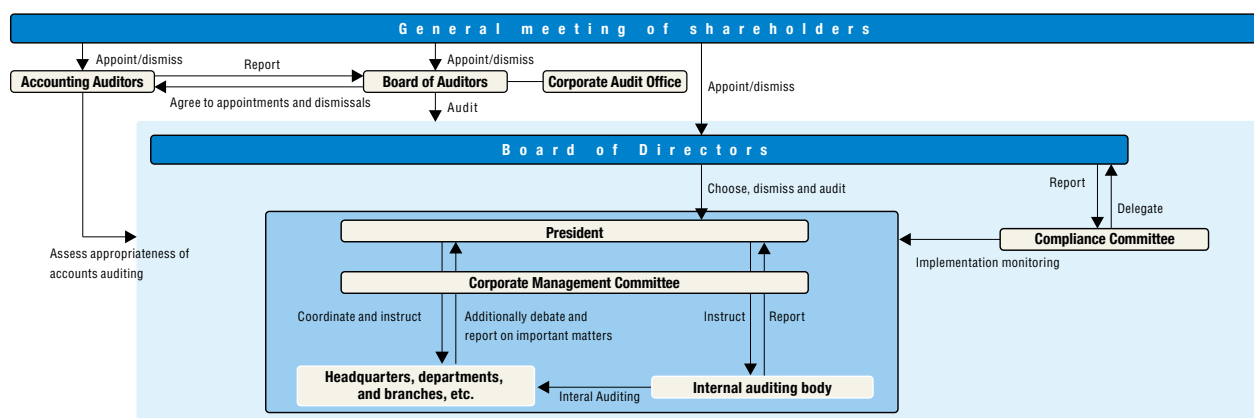 General meeting of shareholders
Appoint/dismiss
Report
Appoint/dismiss
Accounting Auditors
Board of Auditors
Corporate Audit Office
Appoint/dismiss
Agree to appointments and dismissals
Audit
Board of Directors
Choose, dismiss and audit
Report
Delegate
President
Compliance Committee
Assess appropriateness of
accounts auditing
Implementation monitoring
Corporate Management Committee
Coordinate and instruct
Additionally debate and
report on important matters
Instruct
Report
Headquarters, departments,
and branches, etc.
Interal Auditing
Internal auditing body